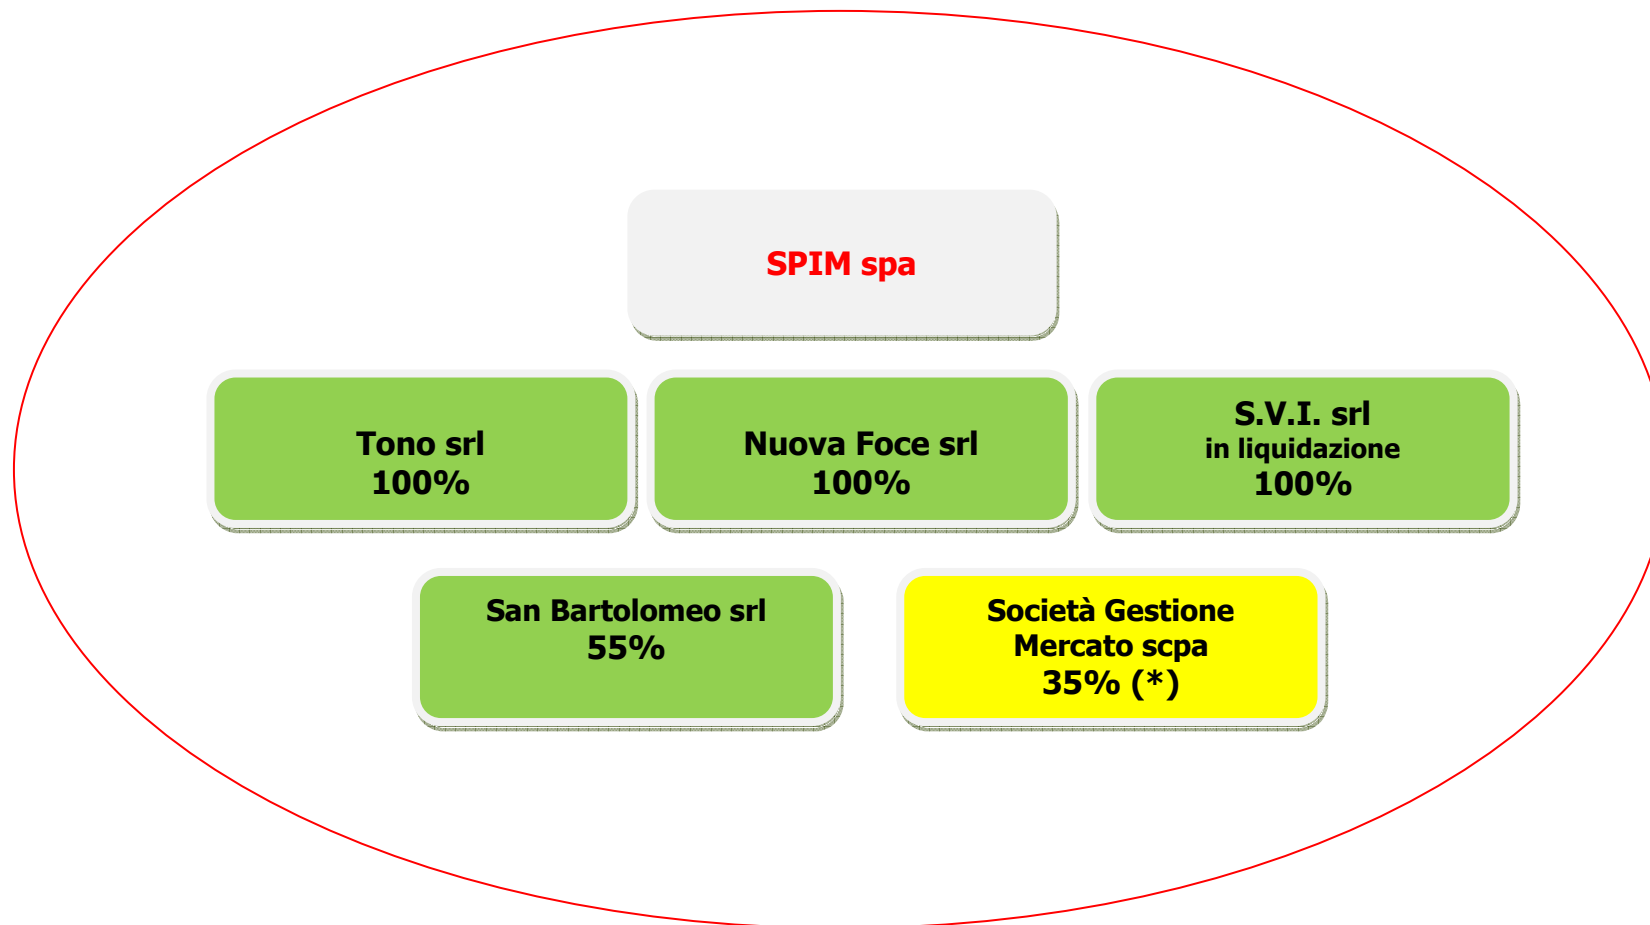 SPIM spa
Tono srl
100%
Nuova Foce srl
100%
S.V.I. srl
in liquidazione
100%
San Bartolomeo srl
55%
Società Gestione
Mercato scpa
35% (*)